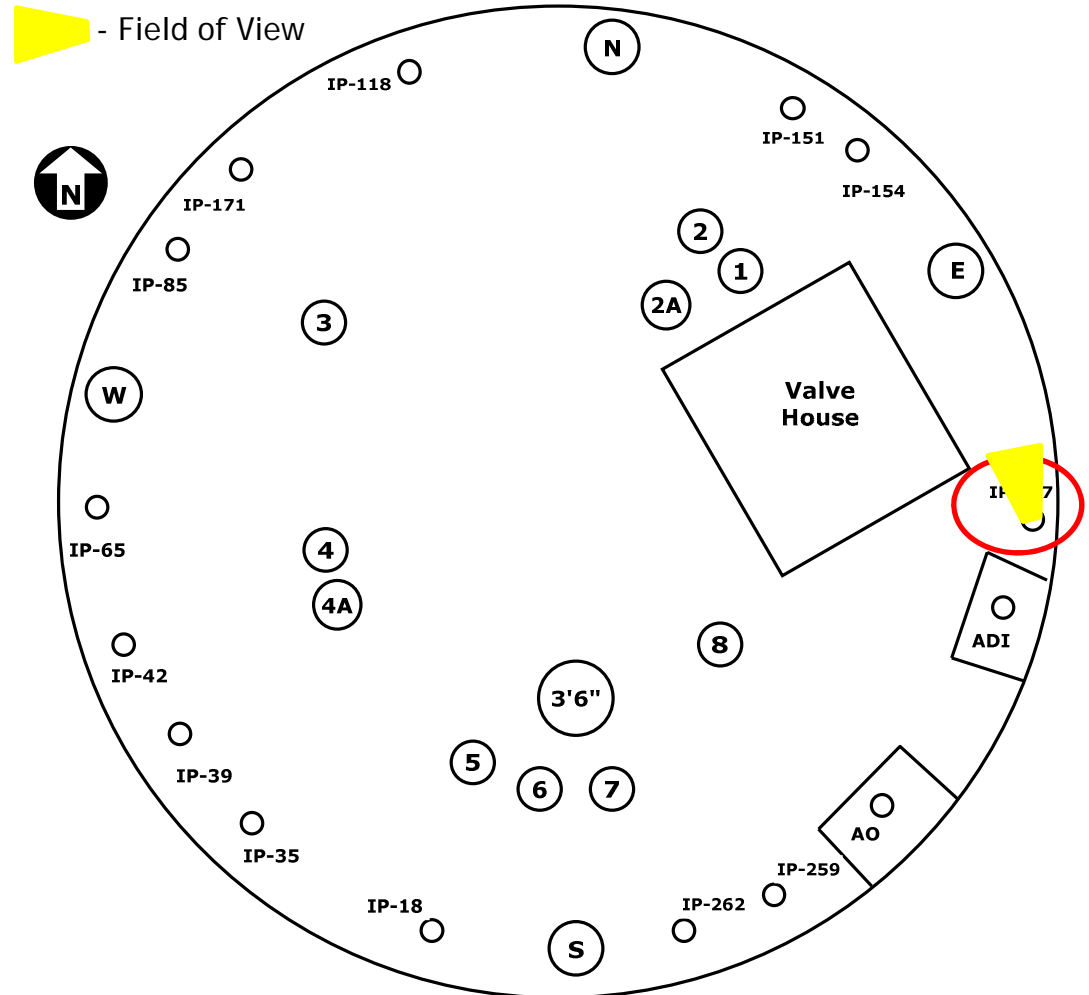 - Field of View
N
IP-118
IP-151
IP-154
N
IP-171
2
1
E
IP-85
2A
3
W
Valve
House
IP-65
4
4A
8
ADI
IP-42
3'6"
IP-39
5
6
7
AO
IP-35
IP-259
IP-18
IP-262
S